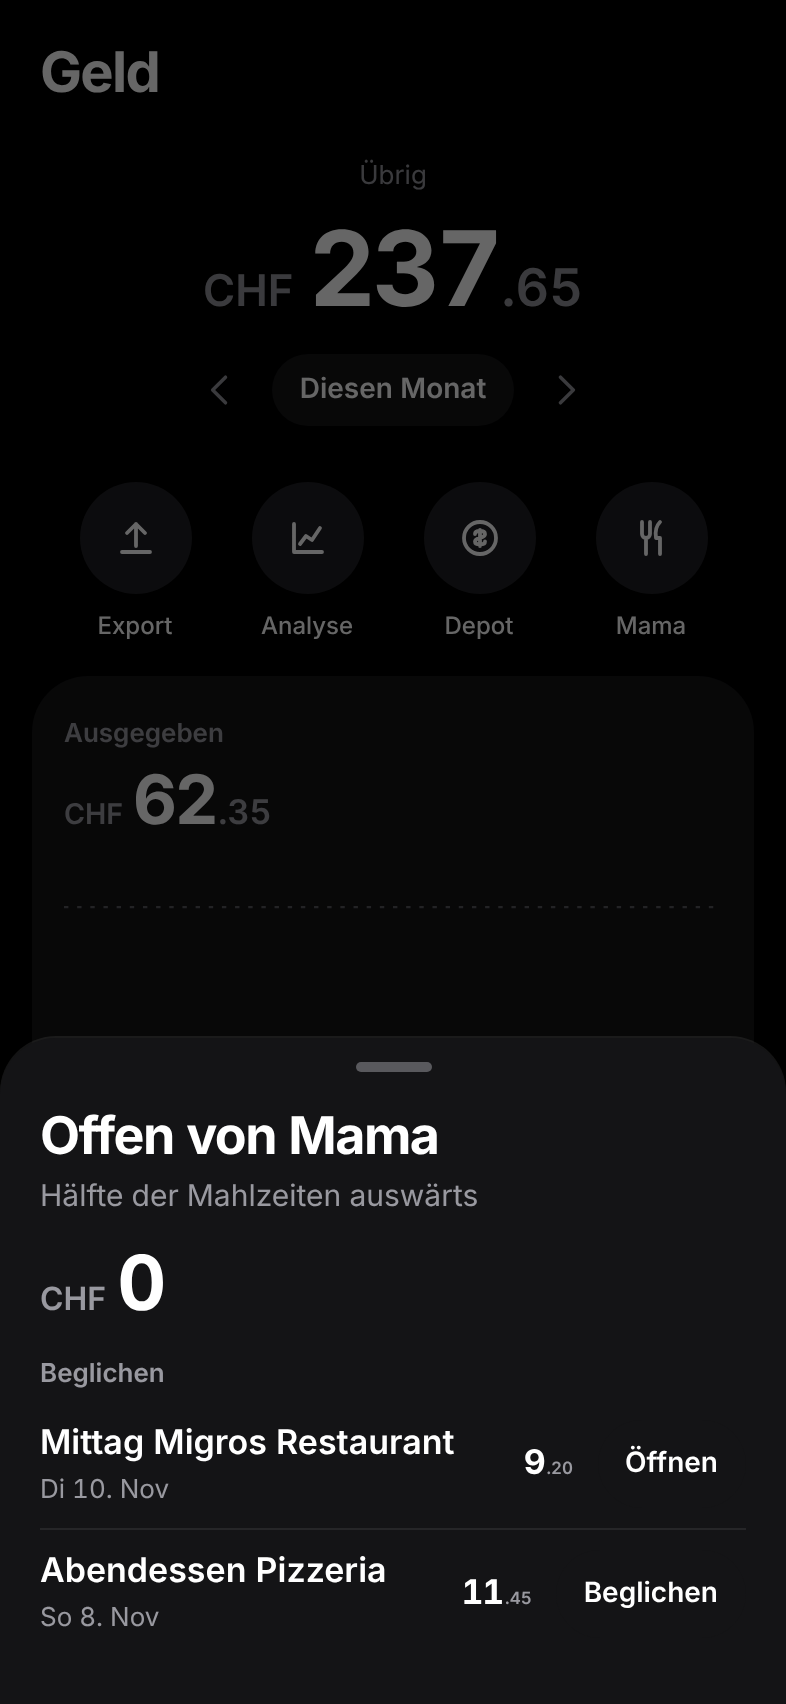 Geld
Übrig
CHF 237.65
Diesen Monat
Export Analyse Depot Mama
Ausgegeben
CHF 62.35
Offen von Mama
Hälfte der Mahlzeiten auswärts
CHF 0
Beglichen
Mittag Migros Restaurant 9.20 Öffnen
Di 10. Nov
Abendessen Pizzeria 11.45 Beglichen
So 8. Nov